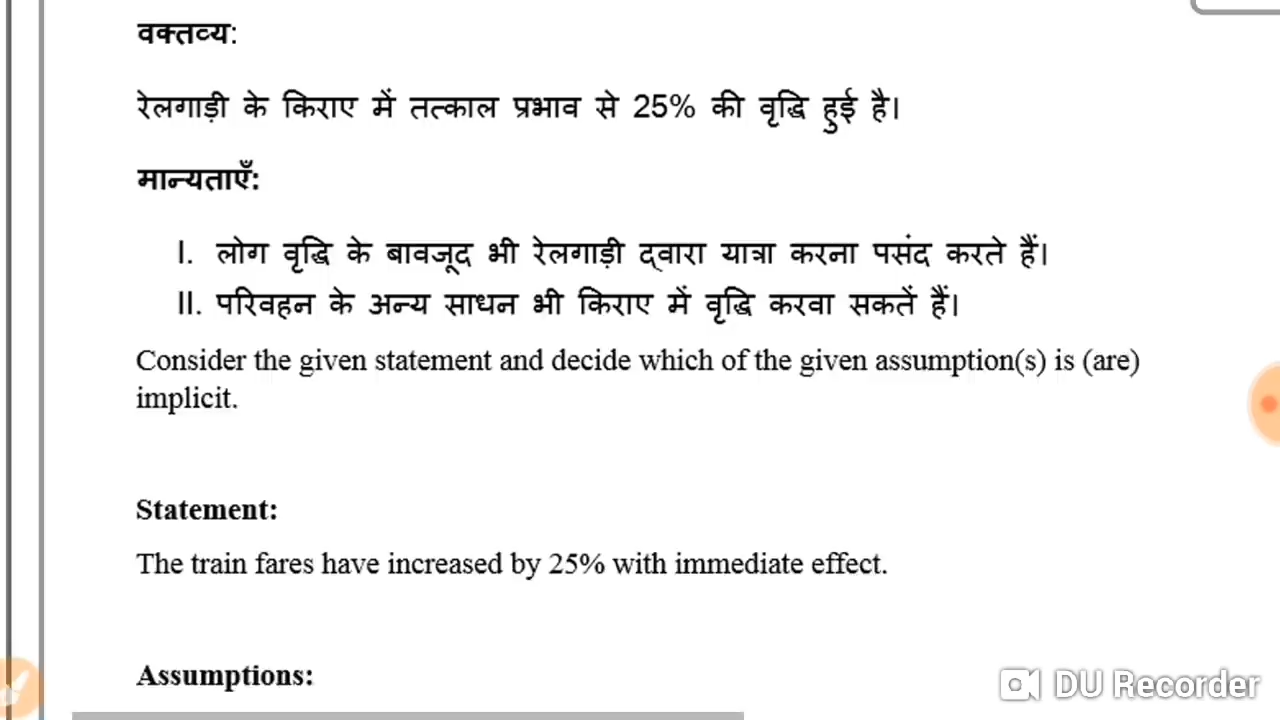 वक्तव्य:
रेलगाड़ी के किराए में तत्काल प्रभाव से 25% की वृद्धि हुई है।
मान्यताएँ:
I. लोग वृद्धि के बावजूद भी रेलगाड़ी द्वारा यात्रा करना पसंद करते हैं।
II. परिवहन के अन्य साधन भी किराए में वृद्धि करवा सकतें हैं।
Consider the given statement and decide which of the given assumption(s) is (are)
implicit.
Statement:
The train fares have increased by 25% with immediate effect.
Assumptions:
DU Recorder